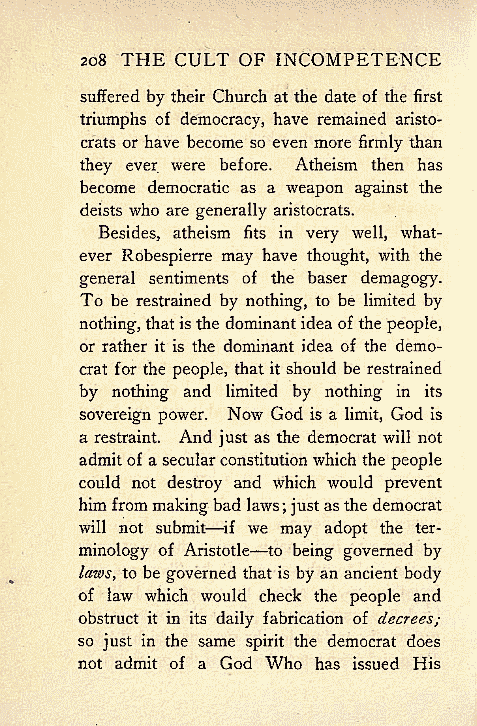 208 THE CULT OF INCOMPETENCE
suffered by their Church at the date of the first
triumphs of democracy, have remained aristo-
crats or have become so even more firmly than
they ever were before. Atheism then has
become democratic as a weapon against the
deists who are generally aristocrats.
Besides, atheism fits in very well, what-
ever Robespierre may have thought, with the
general sentiments of the baser demagogy.
To be restrained by nothing, to be limited by
nothing, that is the dominant idea of the people,
or rather it is the dominant idea of the demo-
crat for the people, that it should be restrained
by nothing and limited by nothing in its
sovereign power. Now God is a limit, God is
a restraint. And just as the democrat will not
admit of a secular constitution which the people
could not destroy and which would prevent
him from making bad laws; just as the democrat
will not submit—if we may adopt the ter-
minology of Aristotle—to being governed by
laws, to be governed that is by an ancient body
of law which would check the people and
obstruct it in its daily fabrication of decrees;
so just in the same spirit the democrat does
not admit of a God Who has issued His